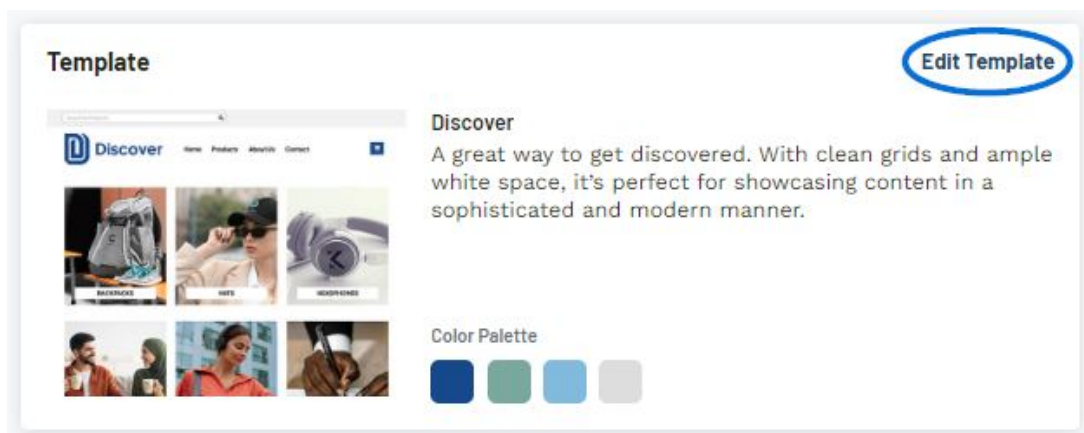 Template
Edit Template
Discover
Home Products About Us Contact
BACKPACKS
HATS
HEADPHONES
Discover
A great way to get discovered. With clean grids and ample
white space, it's perfect for showcasing content in a
sophisticated and modern manner.
Color Palette